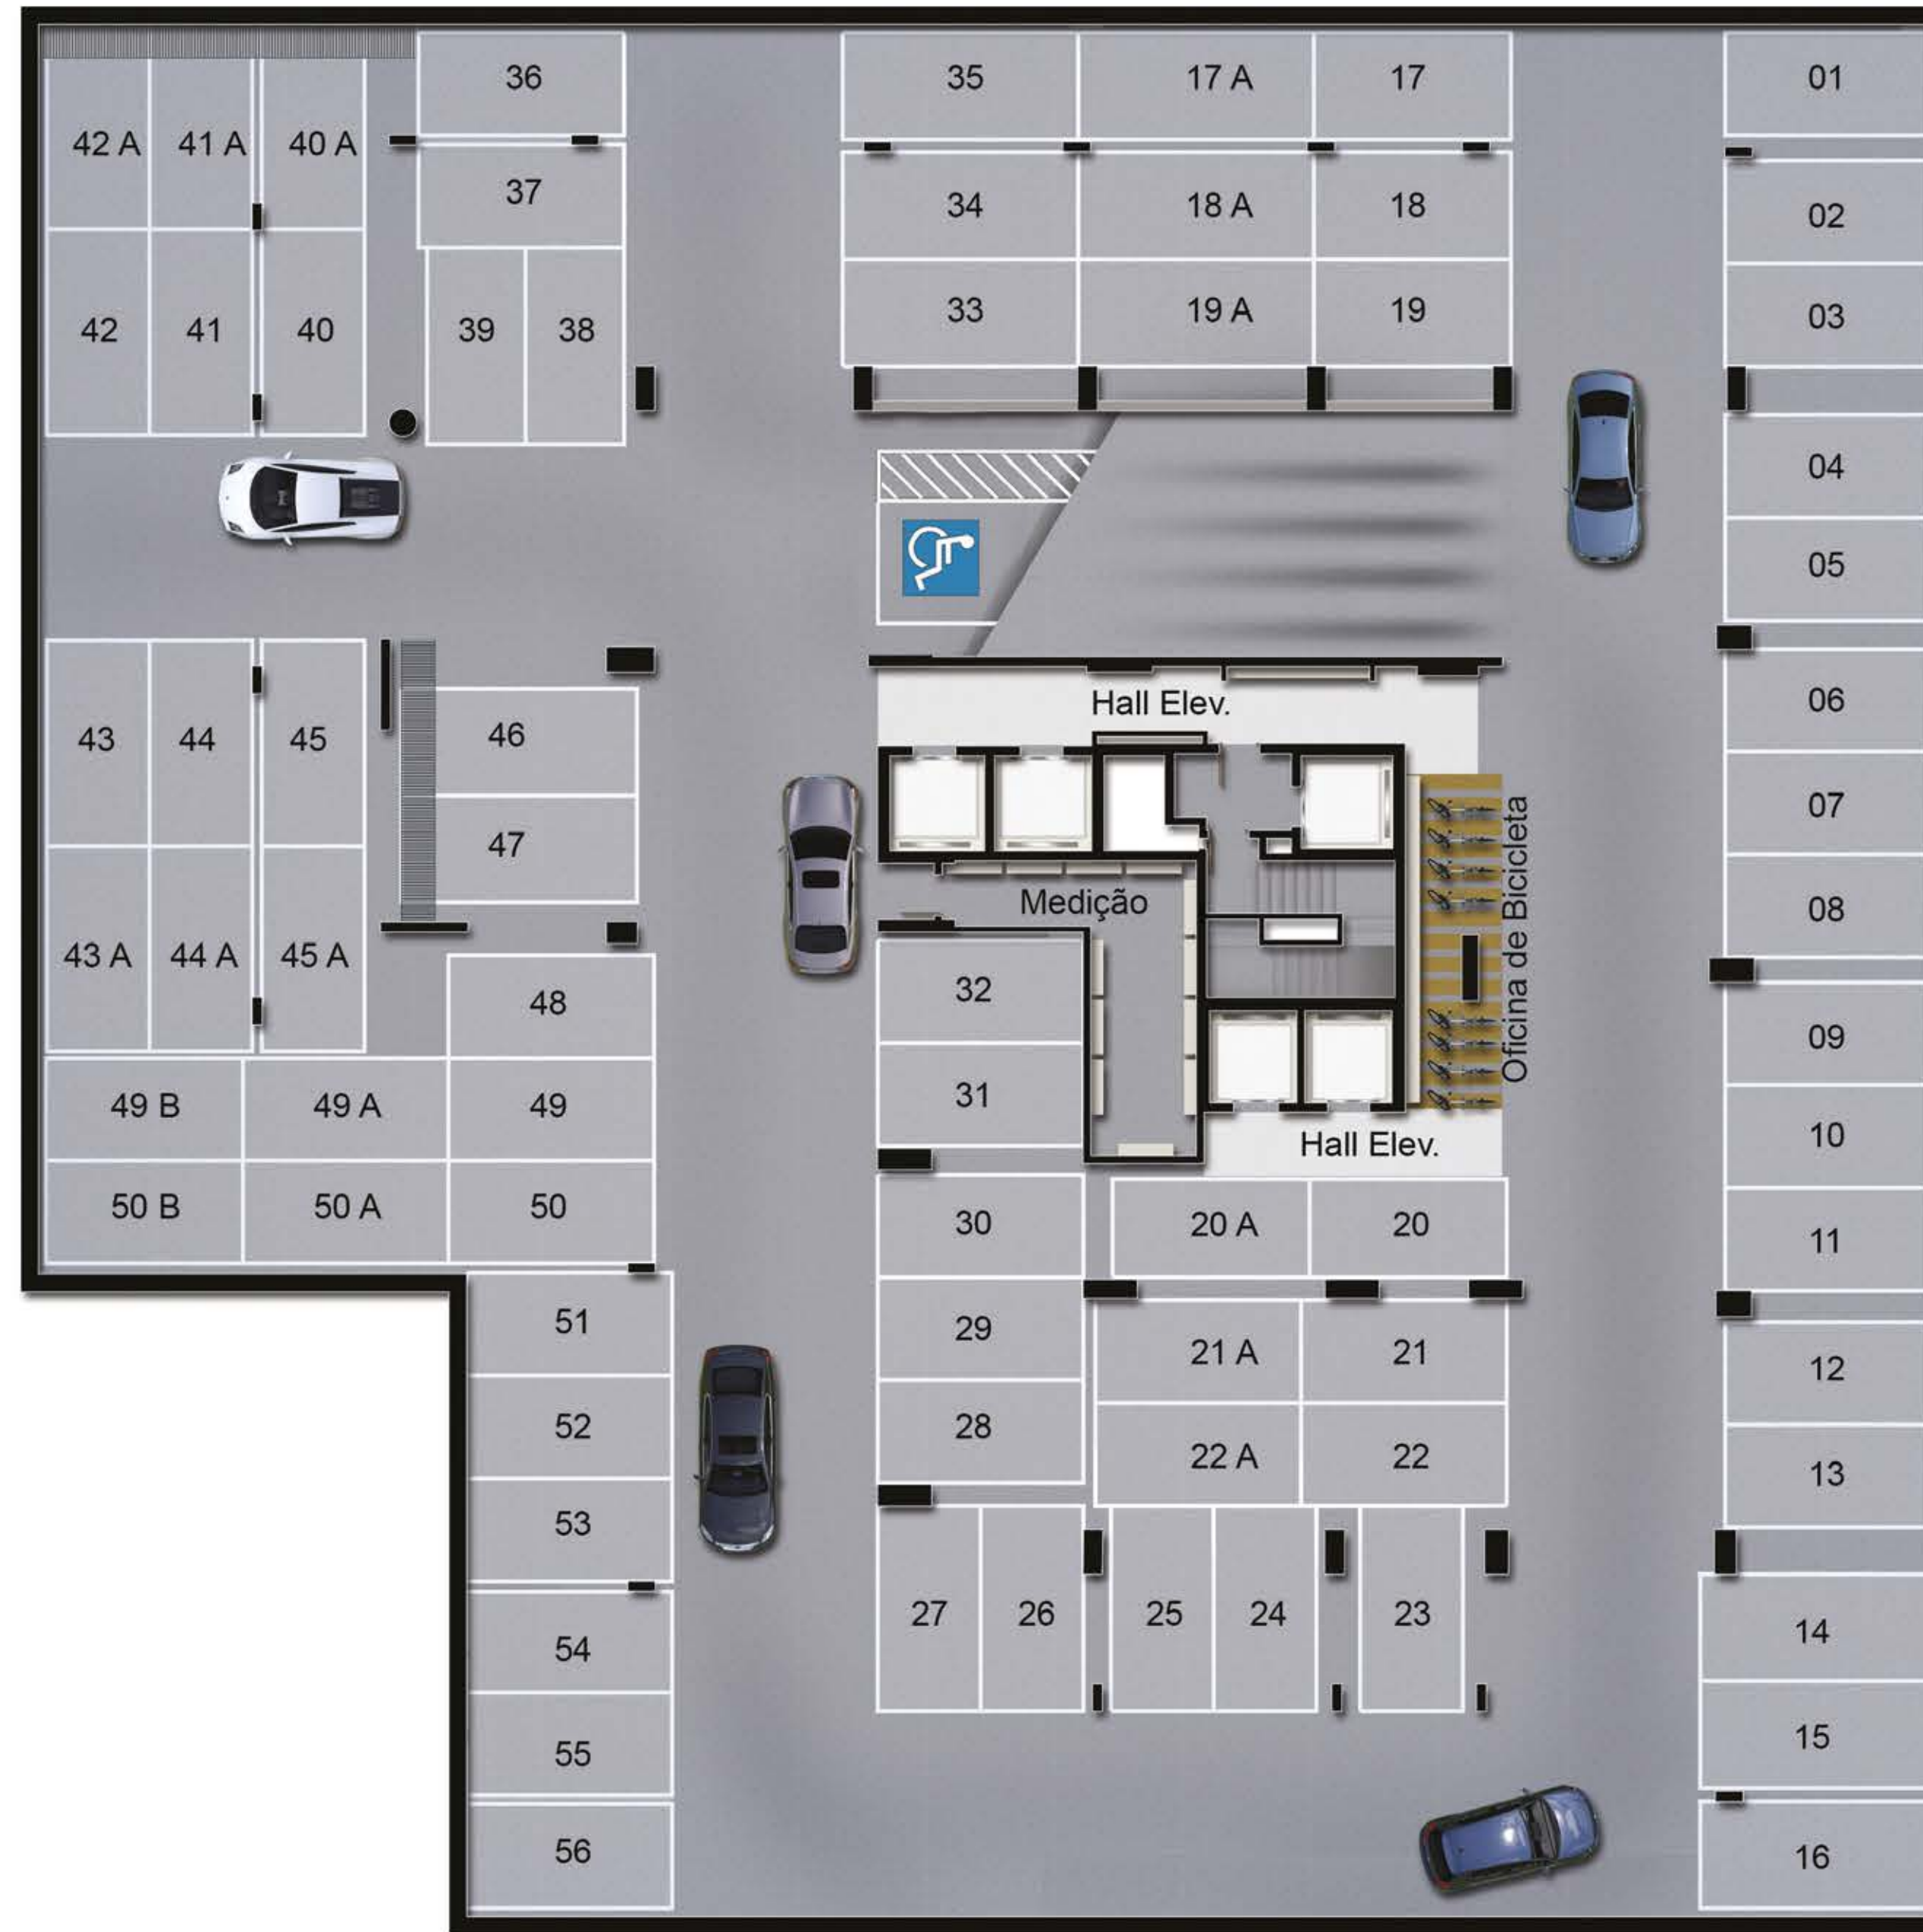 36
35
17 A
17
01
42 A
41 A
40 A
37
34
18 A
18
02
42
41
40
39
38
33
19 A
19
03
04
05
43
44
45
46
Hall Elev.
06
47
07
43 A
44 A
45 A
Medição
Oficina de Bicicleta
08
48
32
09
49 B
49 A
49
31
Hall Elev.
10
50 B
50 A
50
30
20 A
20
11
51
29
21 A
21
12
52
28
22 A
22
13
53
27
26
25
24
23
14
54
55
15
56
16